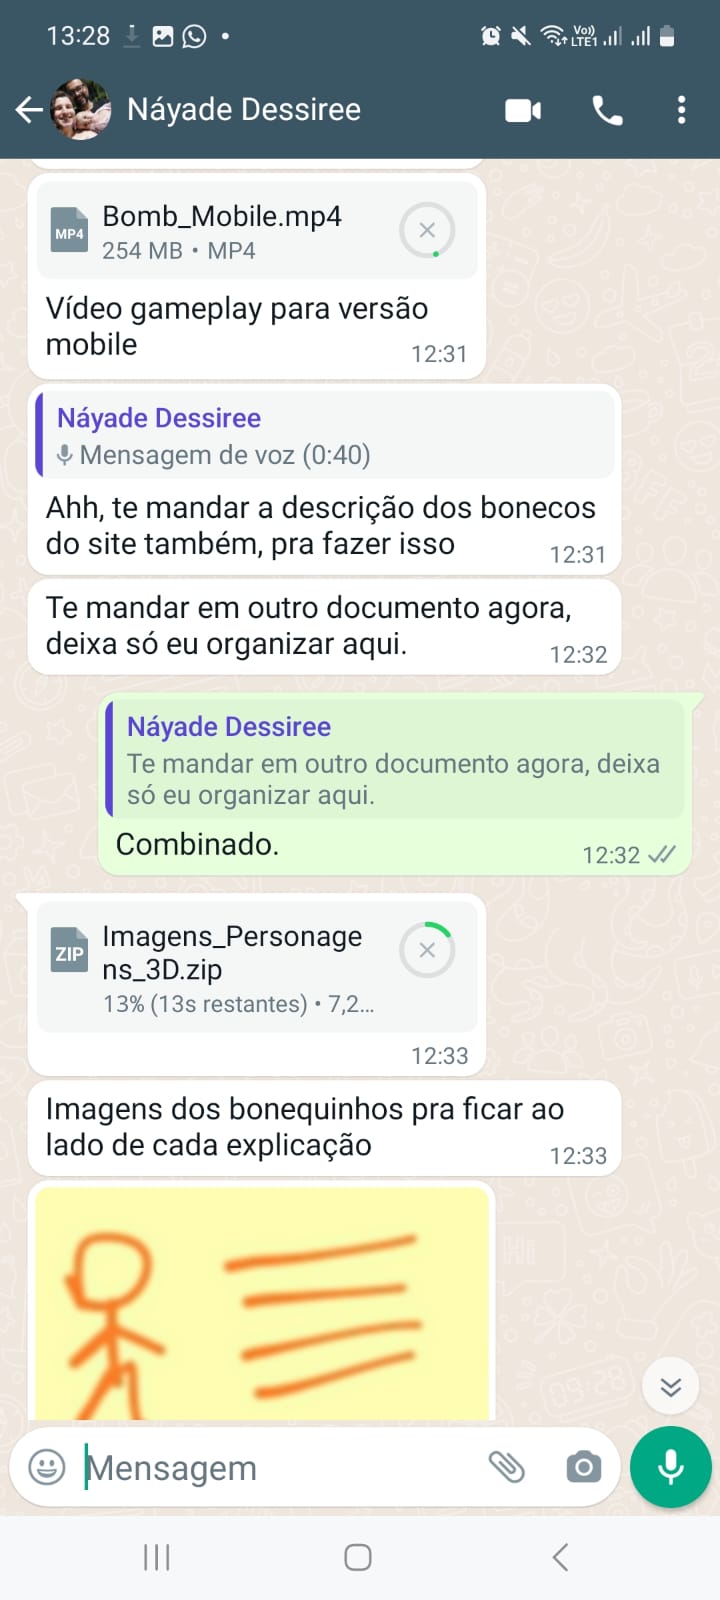 13:28
Vo))
LTE1
Náyade Dessiree
MP4
Bomb_Mobile.mp4
254 MB • MP4
Vídeo gameplay para versão
mobile
12:31
Náyade Dessiree
Mensagem de voz (0:40)
Ahh, te mandar a descrição dos bonecos
do site também, pra fazer isso
12:31
Te mandar em outro documento agora,
deixa só eu organizar aqui.
12:32
Náyade Dessiree
Te mandar em outro documento agora, deixa
só eu organizar aqui.
Combinado.
12:32
ZIP
Imagens_Personage
ns_3D.zip
13% (13s restantes) • 7,2...
12:33
Imagens dos bonequinhos pra ficar ao
lado de cada explicação
12:33
Mensagem